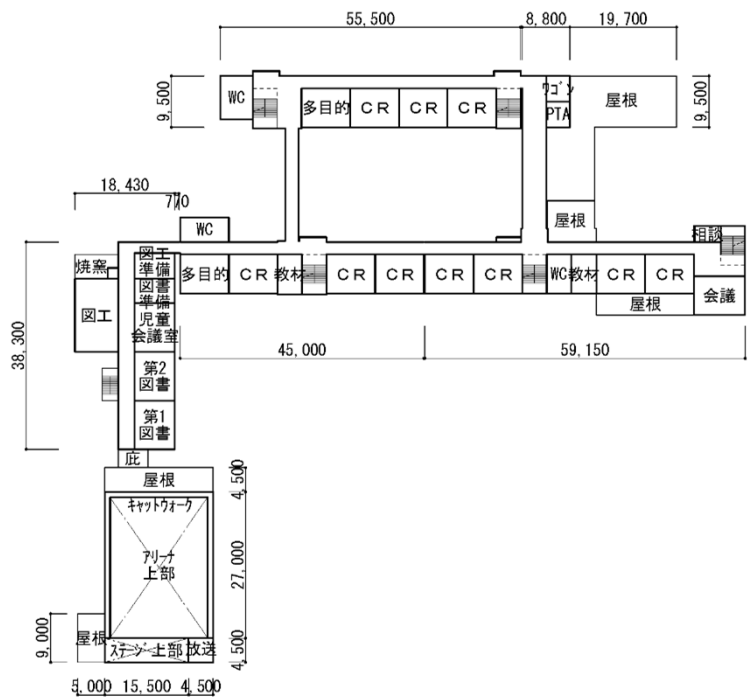 55,500
8,800
19,700
9,500
WC
多目的
CR
CR
CR
ワゴン
PTA
屋根
9,500
18,430
770
WC
屋根
相談
焼窯
図工
準備
図書
準備
児童
会議室
多目的
CR
教材
CR
CR
CR
CR
WC
教材
CR
CR
会議
屋根
図工
38,300
45,000
59,150
第2
図書
第1
図書
庇
屋根
4,500
キャットウォーク
アリーナ
上部
27,000
9,000
屋根
ステージ上部
放送
4,500
5,000
15,500
4,500